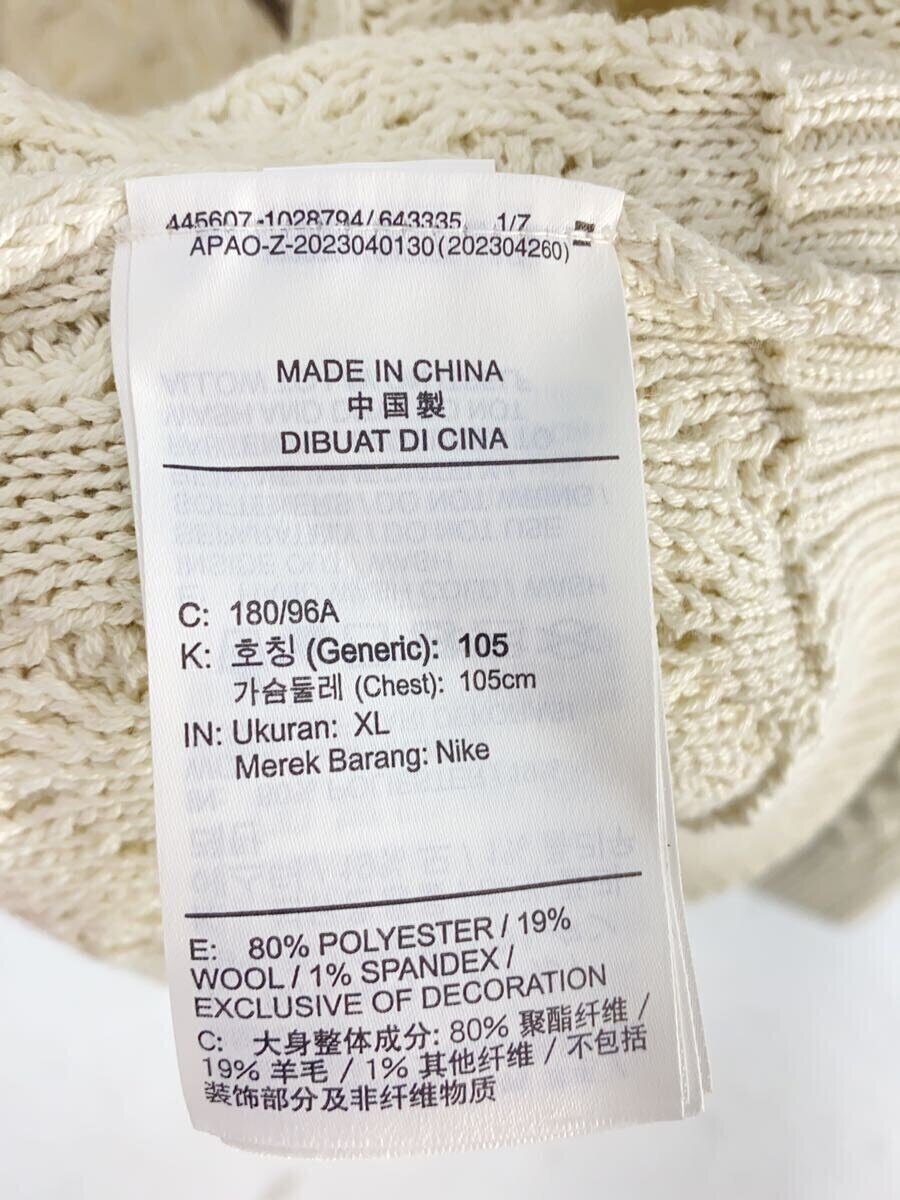 445607-1028794/643335, 1/7
APAO-Z-2023040130(202304260)
MADE IN CHINA
中国製
DIBUAT DI CINA
C: 180/96A
K: 호칭 (Generic): 105
가슴둘레 (Chest): 105cm
IN: Ukuran: XL
Merek Barang: Nike
E: 80% POLYESTER / 19%
WOOL / 1% SPANDEX /
EXCLUSIVE OF DECORATION
C: 大身整体成分: 80% 聚酯纤维 /
19% 羊毛 / 1% 其他纤维 / 不包括
装饰部分及非纤维物质